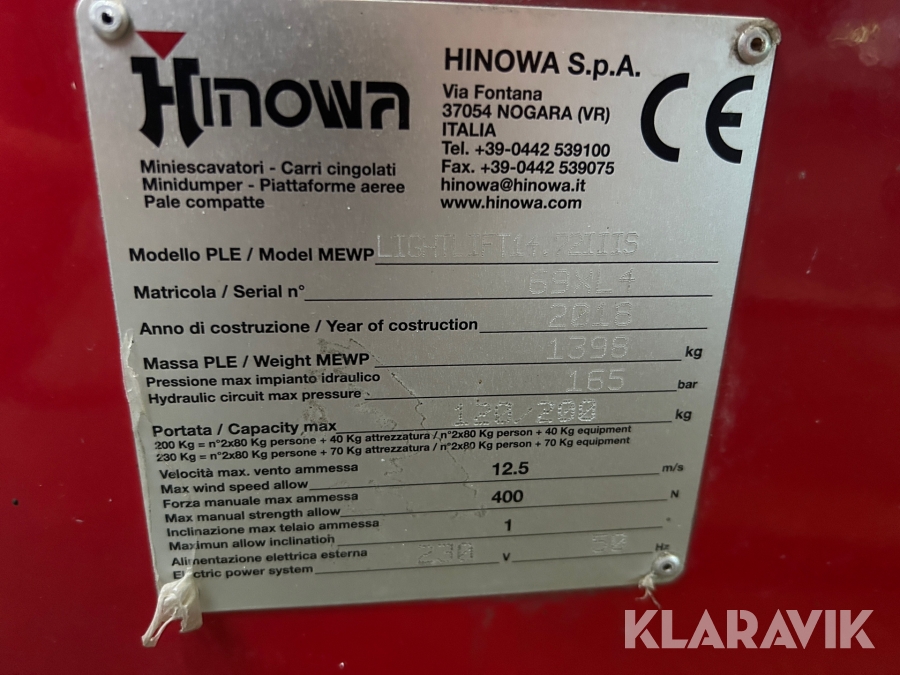 HINOWA
Miniescavatori - Carri cingolati
Minidumper - Piattaforme aeree
Pale compatte
HINOWA S.p.A.
Via Fontana
37054 NOGARA (VR)
ITALIA
Tel. +39-0442 539100
Fax. +39-0442 539075
hinowa@hinowa.it
www.hinowa.com
CE
Modello PLE / Model MEWP
Matricola / Serial n°
Anno di costruzione / Year of costruction 2018
Massa PLE / Weight MEWP 1398 kg
Pressione max impianto idraulico
Hydraulic circuit max pressure 165 bar
Portata / Capacity max 120/200 kg
200 Kg = n°2x80 Kg persone + 40 Kg attrezzatura / n°2x80 Kg person + 40 Kg equipment
230 Kg = n°2x80 Kg persone + 70 Kg attrezzatura / n°2x80 Kg person + 70 Kg equipment
Velocità max. vento ammessa
Max wind speed allow 12.5 m/s
Forza manuale max ammessa
Max manual strength allow 400 N
Inclinazione max telaio ammessa
Maximun allow inclination 1 °
Alimentazione elettrica esterna
Electric power system 230 V 50 Hz
KLARAVIK